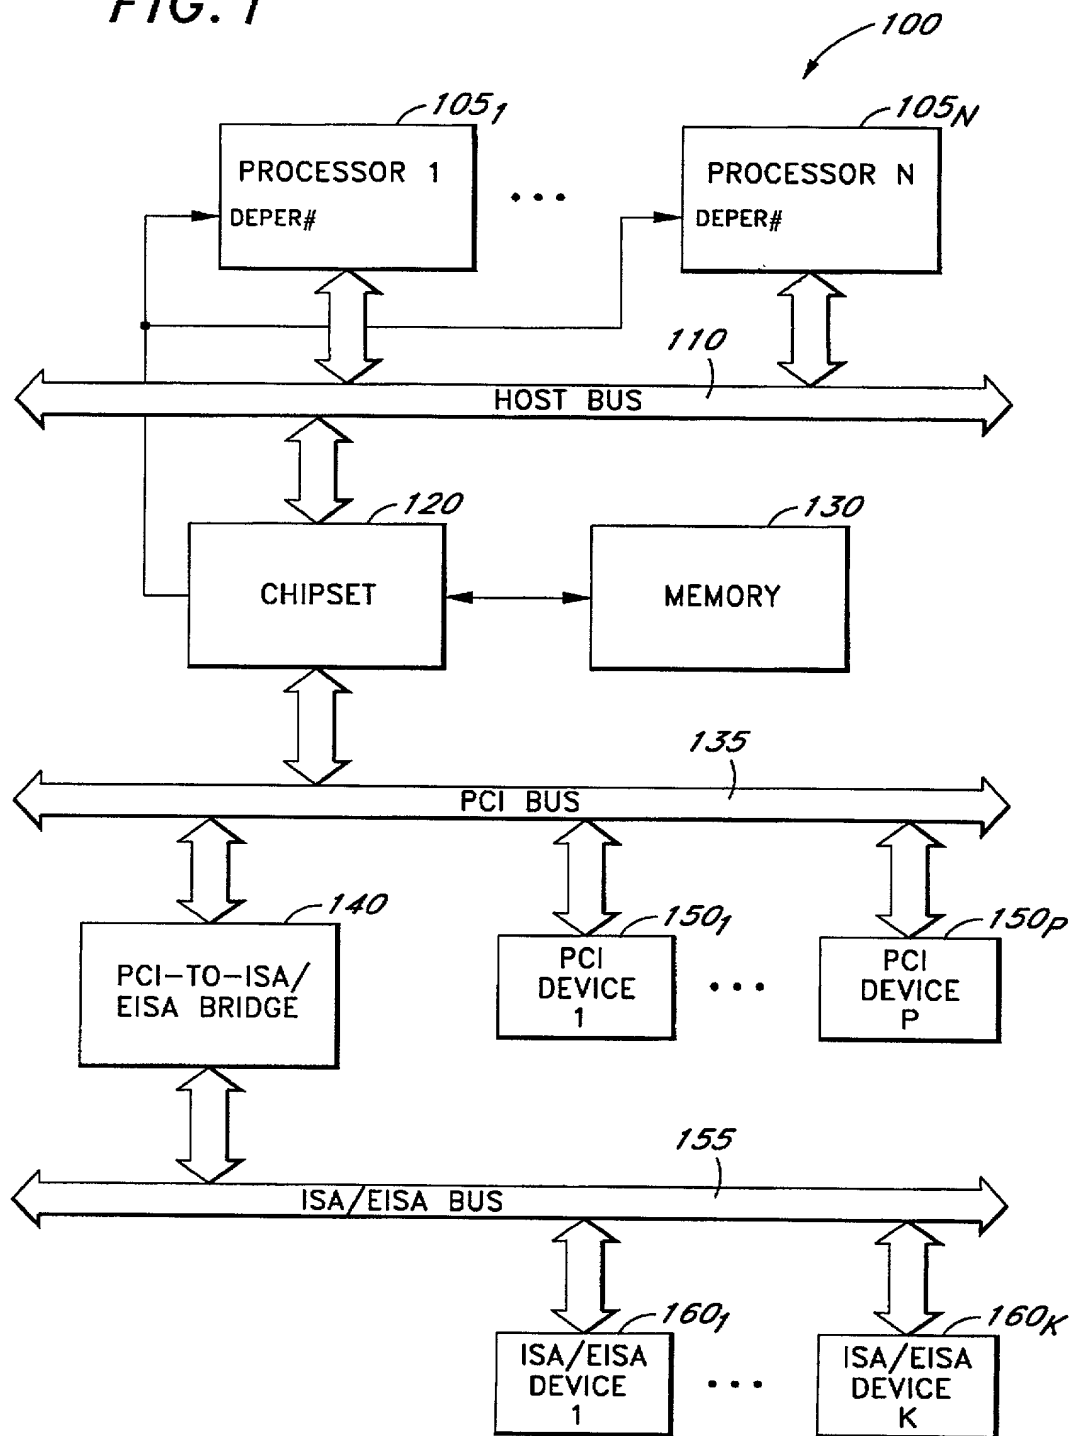 FIG. 1
100
105₁
105N
PROCESSOR 1
DEPER#
• • •
PROCESSOR N
DEPER#
110
HOST BUS
120
130
CHIPSET
MEMORY
135
PCI BUS
140
150₁
150P
PCI-TO-ISA/
EISA BRIDGE
PCI
DEVICE
1
• • •
PCI
DEVICE
P
155
ISA/EISA BUS
160₁
160K
ISA/EISA
DEVICE
1
• • •
ISA/EISA
DEVICE
K